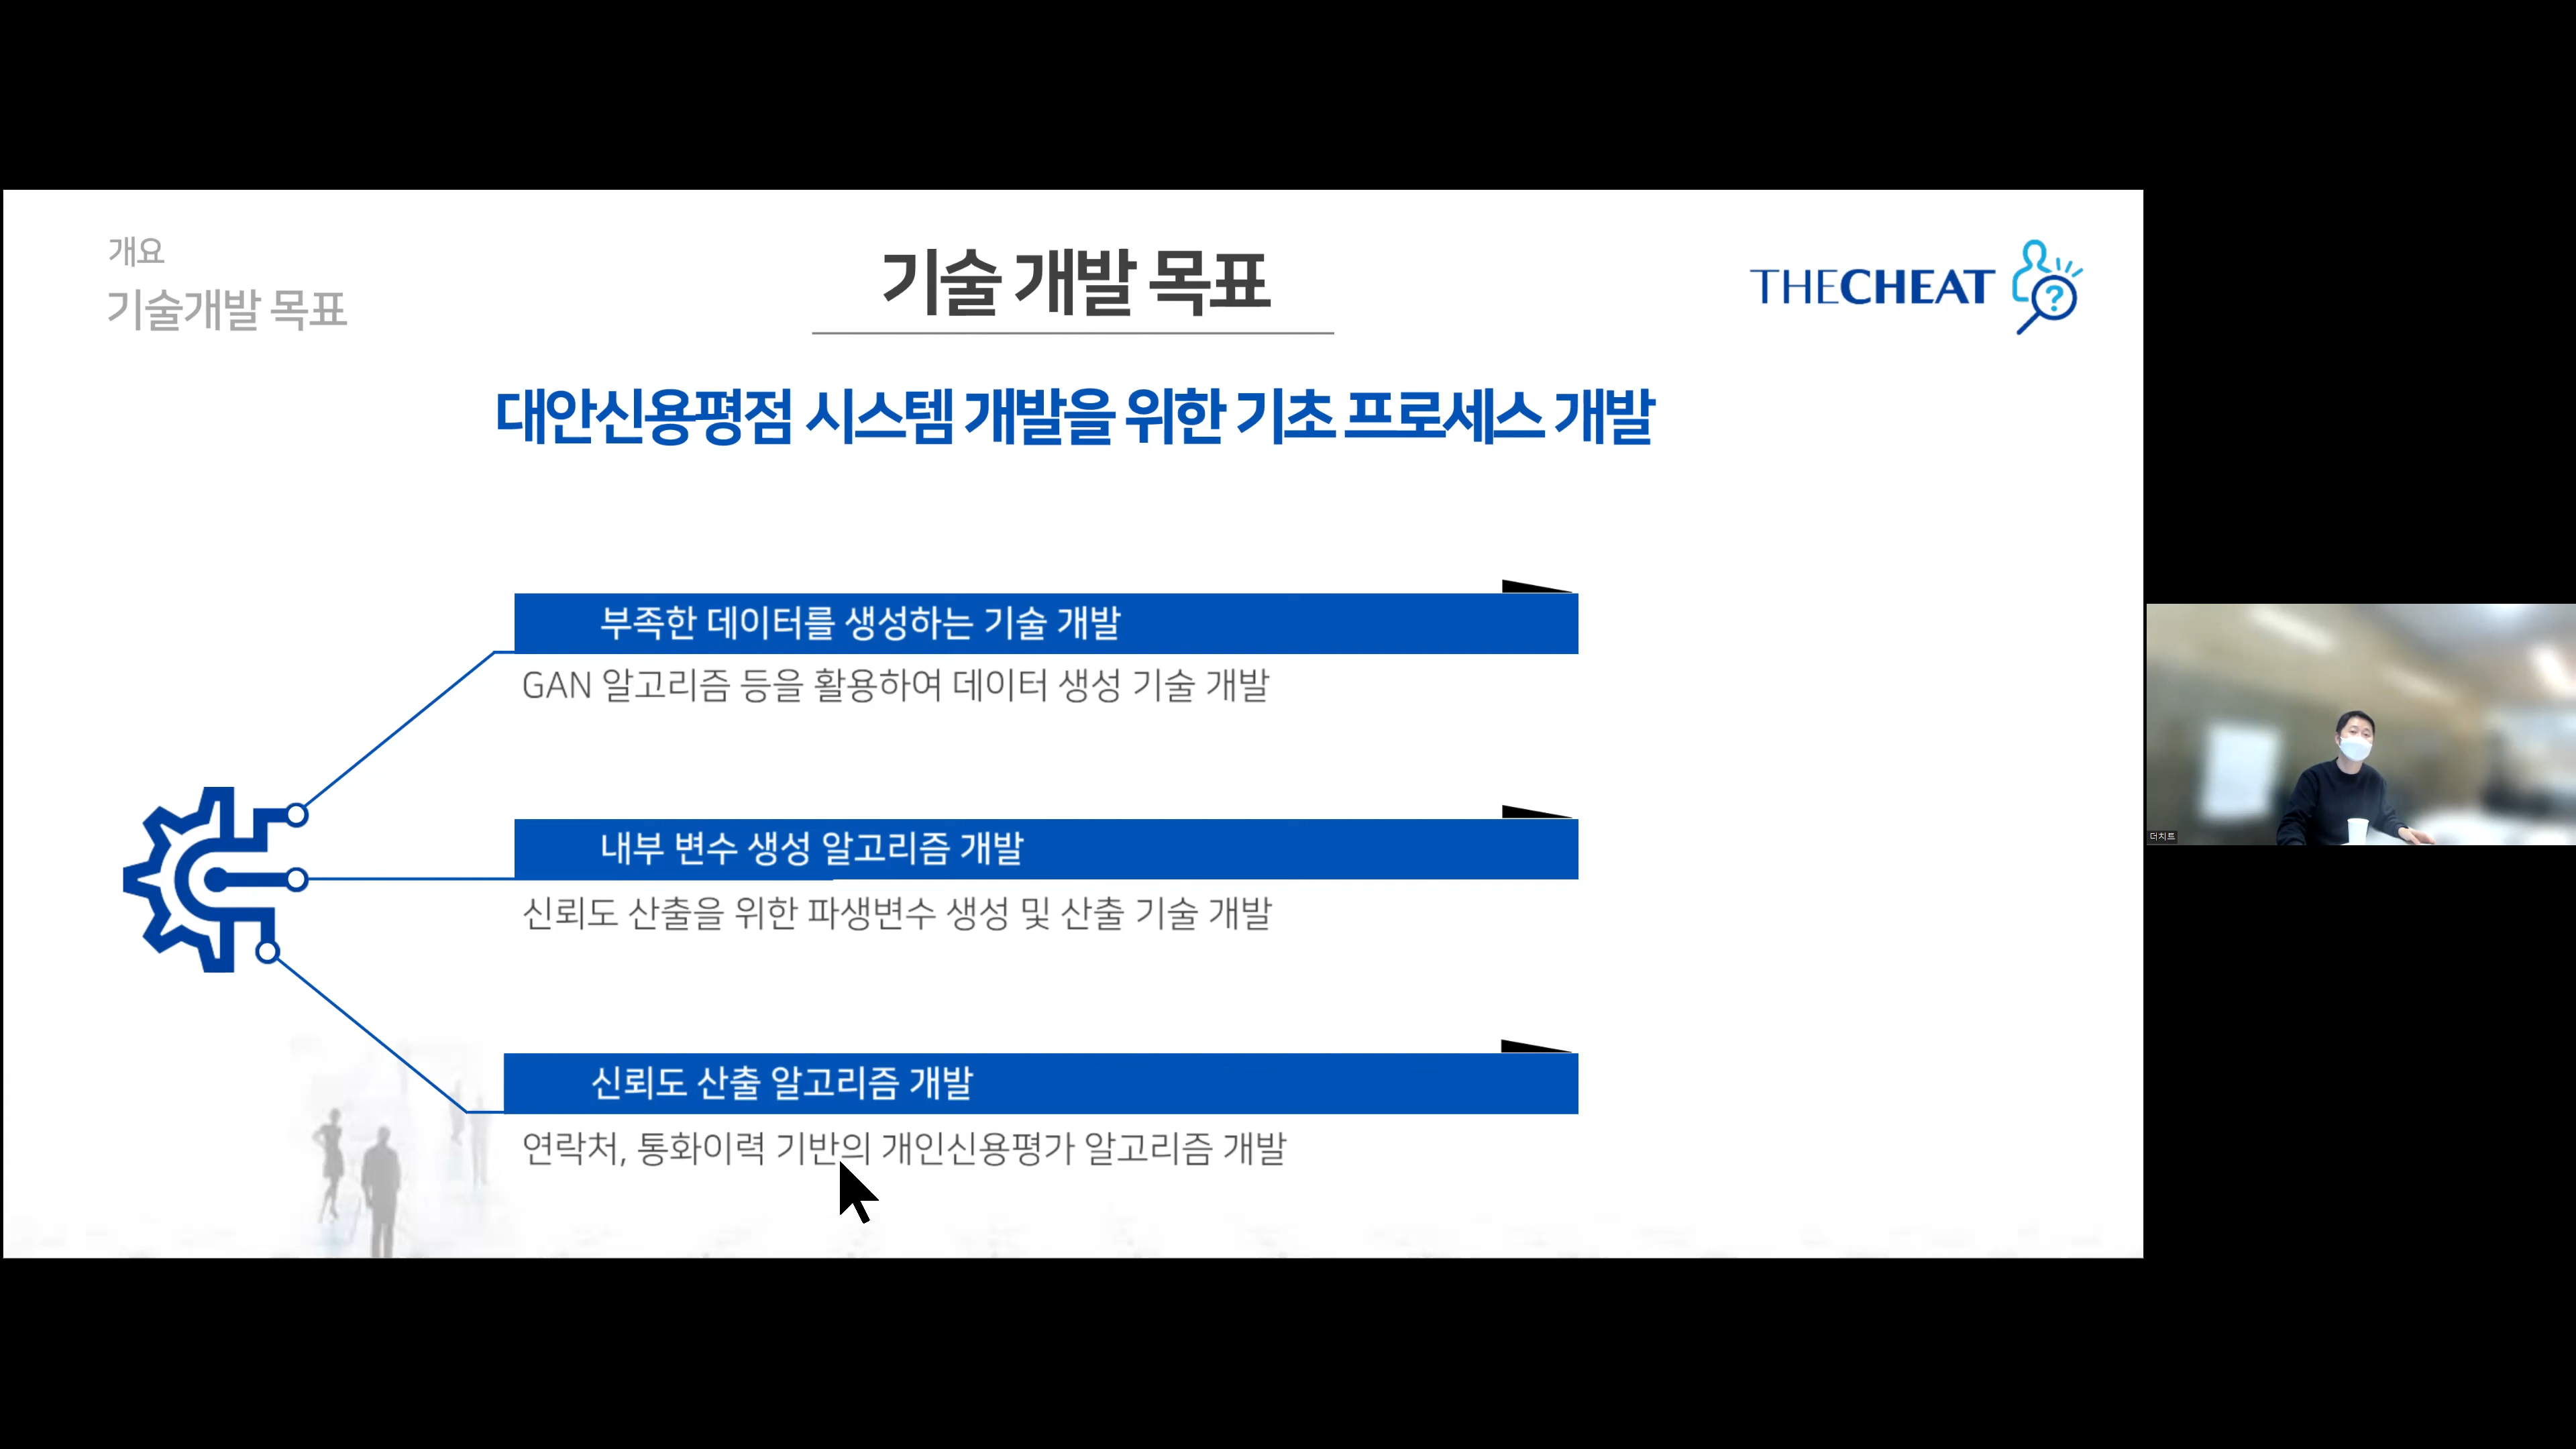 개요
기술개발 목표
기술 개발 목표
THECHEAT
?
대안신용평점 시스템 개발을 위한 기초 프로세스 개발
부족한 데이터를 생성하는 기술 개발
GAN 알고리즘 등을 활용하여 데이터 생성 기술 개발
내부 변수 생성 알고리즘 개발
신뢰도 산출을 위한 파생변수 생성 및 산출 기술 개발
신뢰도 산출 알고리즘 개발
연락처, 통화이력 기반의 개인신용평가 알고리즘 개발
더치트